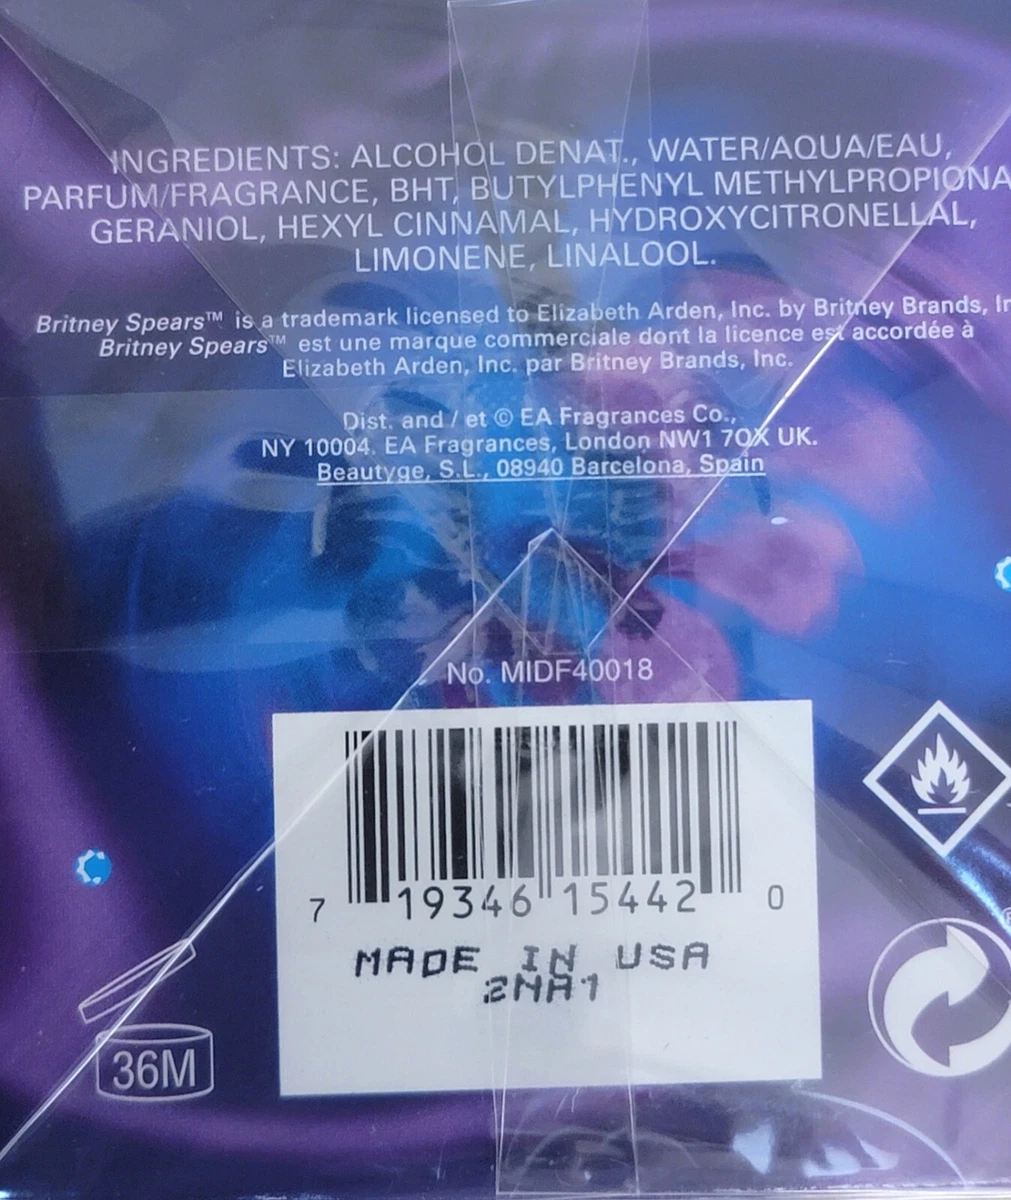 INGREDIENTS: ALCOHOL DENAT., WATER/AQUA/EAU,
PARFUM/FRAGRANCE, BHT, BUTYLPHENYL METHYLPROPIONA
GERANIOL, HEXYL CINNAMAL, HYDROXYCITRONELLAL,
LIMONENE, LINALOOL.
Britney Spears™ is a trademark licensed to Elizabeth Arden, Inc. by Britney Brands, In
Britney Spears™ est une marque commerciale dont la licence est accordée à
Elizabeth Arden, Inc. par Britney Brands, Inc.
Dist. and / et © EA Fragrances Co.,
NY 10004. EA Fragrances, London NW1 7QX UK.
Beautyge, S.L., 08940 Barcelona, Spain
No. MIDF40018
7 19346 15442 0
MADE IN USA
2NA1
36M